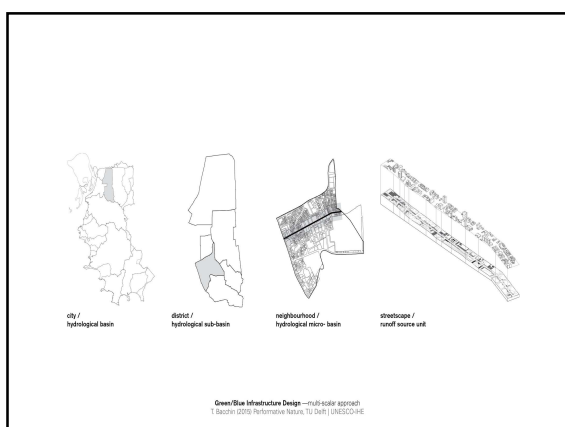 city /
hydrological basin
district /
hydrological sub-basin
neighbourhood /
hydrological micro- basin
streetscape /
runoff source unit
Green/Blue Infrastructure Design —multi-scalar approach
T. Bacchin (2015) Performative Nature, TU Delft | UNESCO-IHE